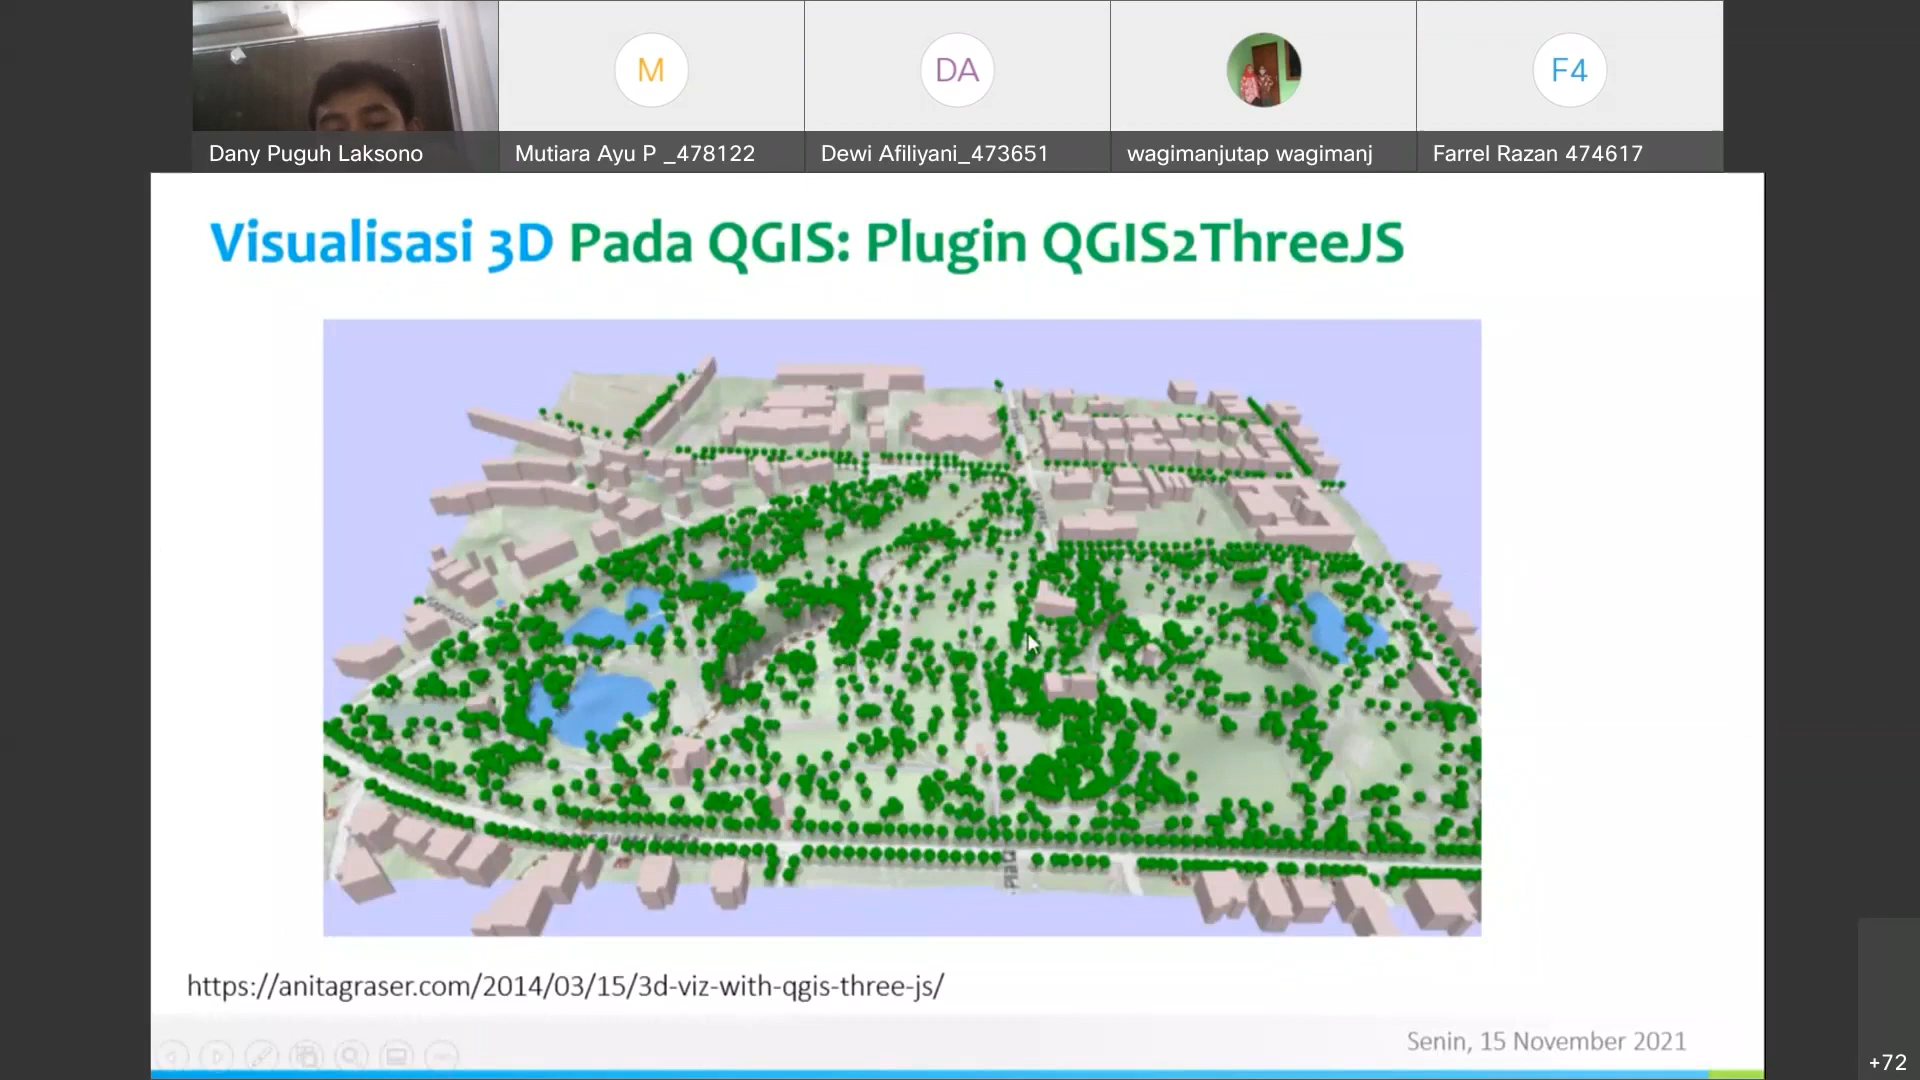 M
DA
F4
Dany Puguh Laksono
Mutiara Ayu P _478122
Dewi Afiliyani_473651
wagimanjutap wagimanj
Farrel Razan 474617
Visualisasi 3D Pada QGIS: Plugin QGIS2ThreeJS
https://anitagraser.com/2014/03/15/3d-viz-with-qgis-three-js/
Senin, 15 November 2021
+72